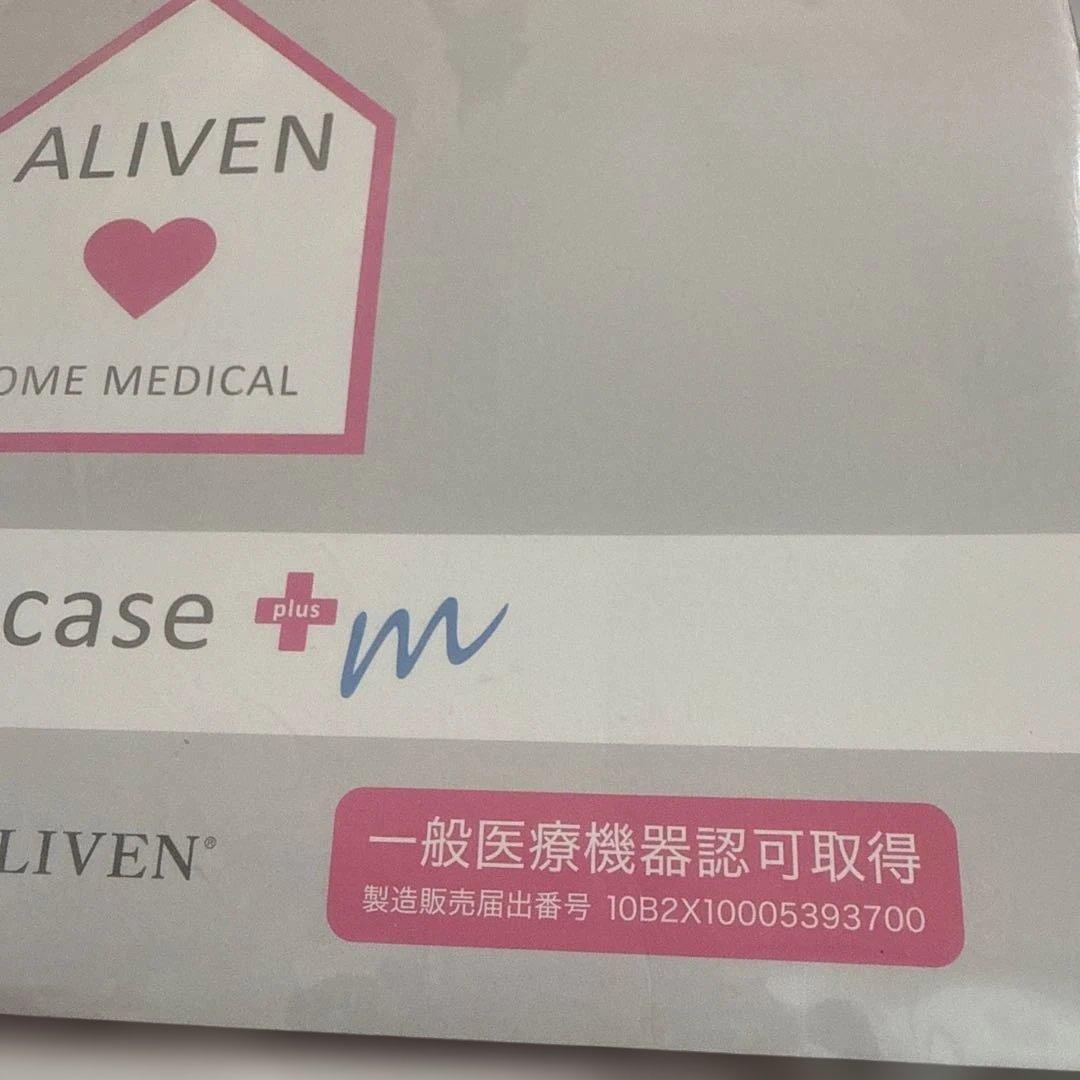 ALIVEN
OME MEDICAL
case plus m
LIVEN®
一般医療機器認可取得
製造販売届出番号 10B2X10005393700